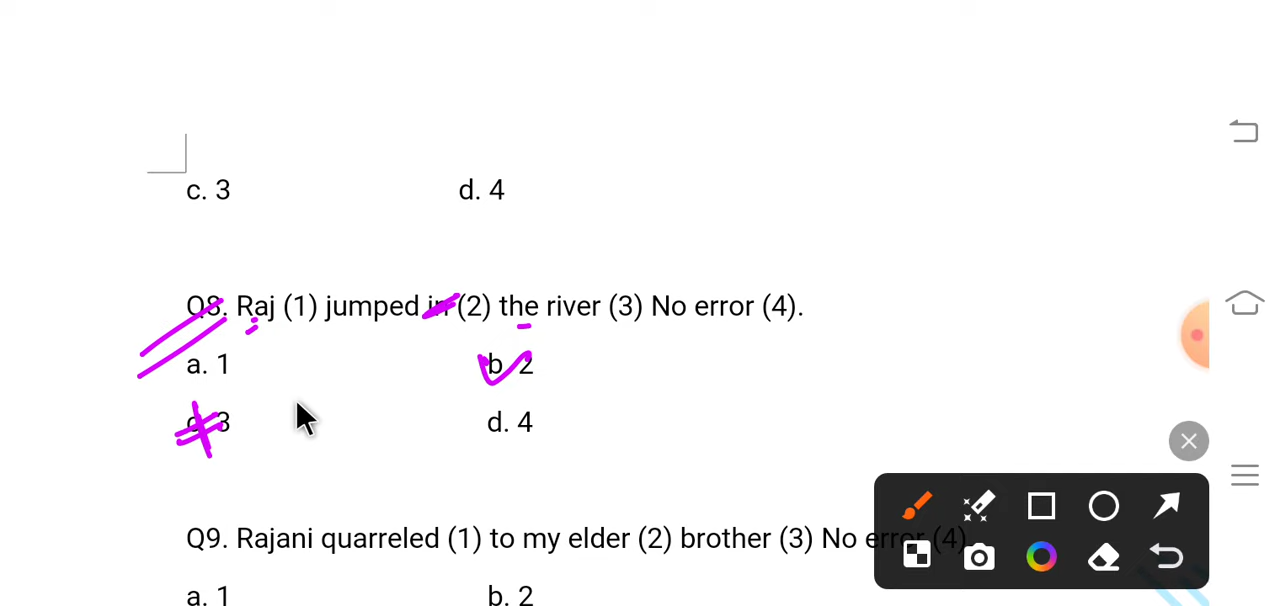 c. 3 d. 4
Q8. Raj (1) jumped in (2) the river (3) No error (4).
a. 1 b. 2
c. 3 d. 4
Q9. Rajani quarreled (1) to my elder (2) brother (3) No error (4)
a. 1 b. 2